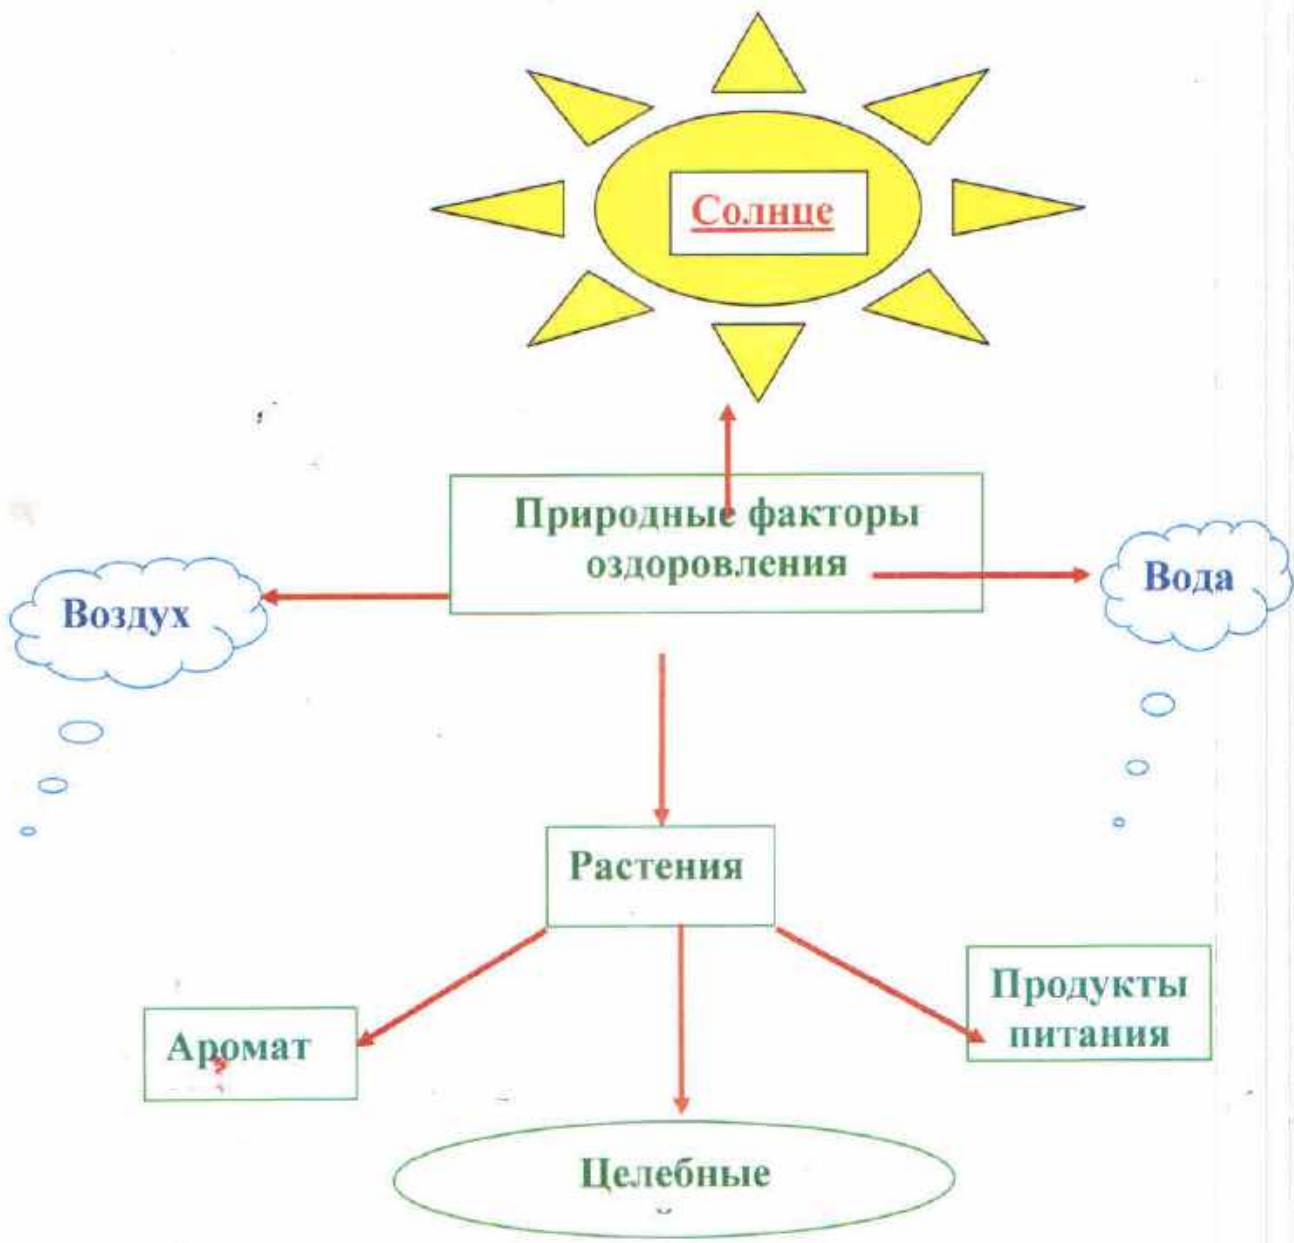 Солнце
Природные факторы
оздоровления
Воздух
Вода
Растения
Продукты
питания
Аромат
Целебные